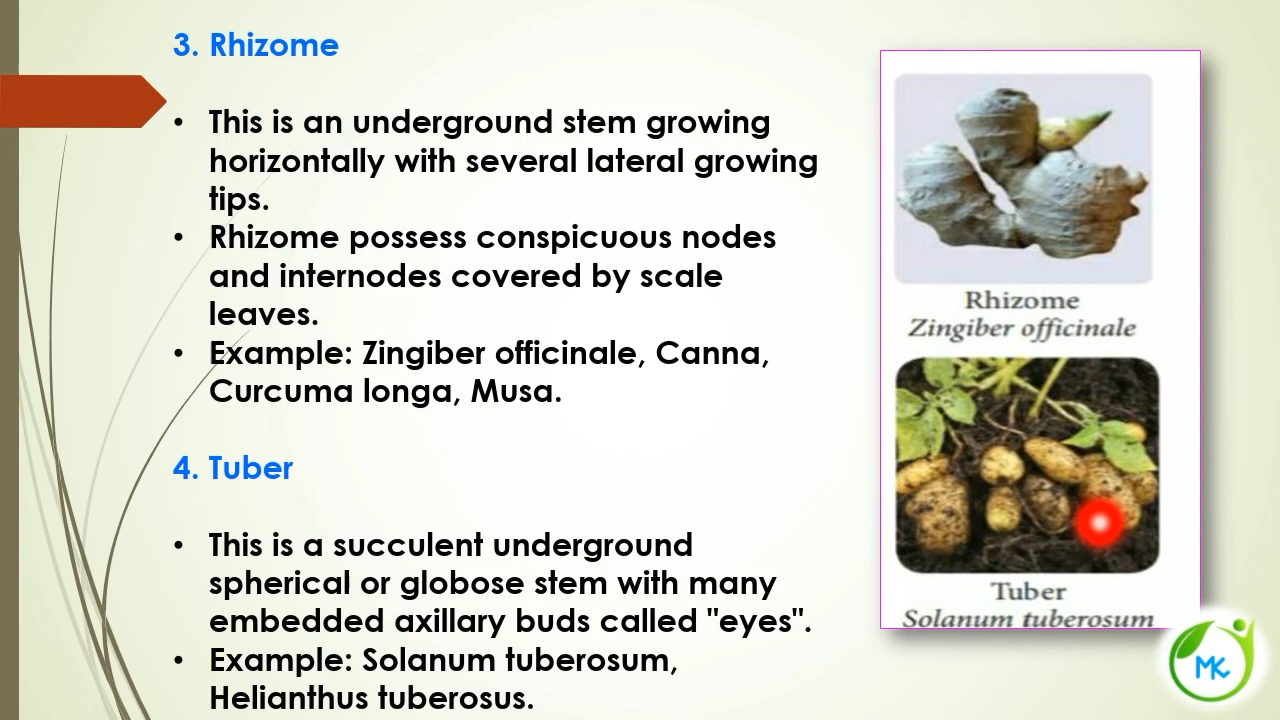 3. Rhizome
• This is an underground stem growing
horizontally with several lateral growing
tips.
• Rhizome possess conspicuous nodes
and internodes covered by scale
leaves.
• Example: Zingiber officinale, Canna,
Curcuma longa, Musa.
4. Tuber
• This is a succulent underground
spherical or globose stem with many
embedded axillary buds called "eyes".
• Example: Solanum tuberosum,
Helianthus tuberosus.
Rhizome
Zingiber officinale
Tuber
Solanum tuberosum
MK